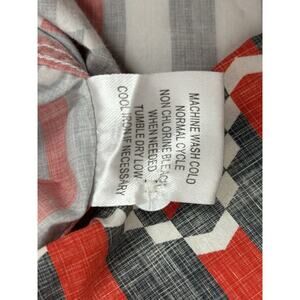 MACHINE WASH COLD
NORMAL CYCLE
NON CHLORINE BLEACH
WHEN NEEDED
TUMBLE DRY LOW
COOL IRON IF NECESSARY